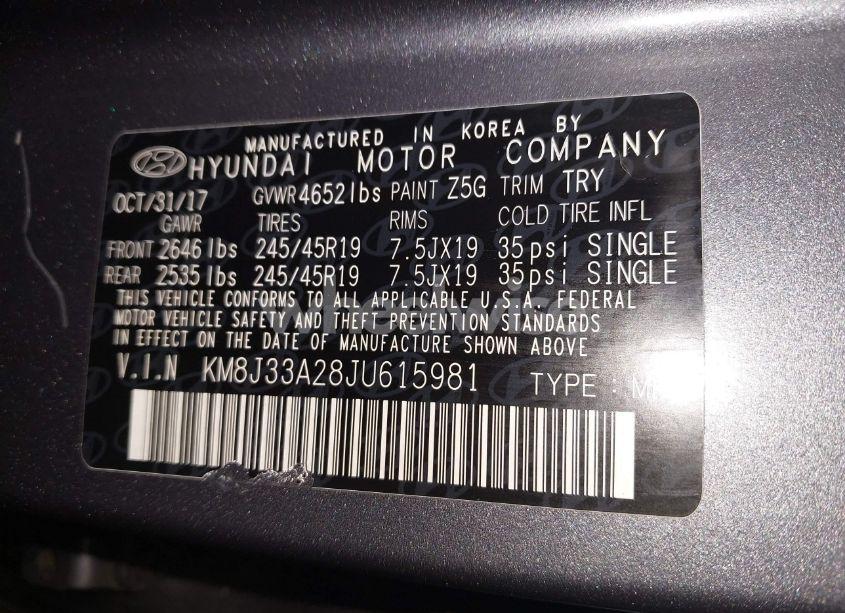 MANUFACTURED IN KOREA BY
HYUNDAI MOTOR COMPANY
OCT/31/17 GVWR 4652lbs PAINT Z5G TRIM TRY
GAWR TIRES RIMS COLD TIRE INFL
FRONT 2646 lbs 245/45R19 7.5JX19 35psi SINGLE
REAR 2535 lbs 245/45R19 7.5JX19 35psi SINGLE
THIS VEHICLE CONFORMS TO ALL APPLICABLE U.S.A. FEDERAL
MOTOR VEHICLE SAFETY AND THEFT PREVENTION STANDARDS
IN EFFECT ON THE DATE OF MANUFACTURE SHOWN ABOVE
V.I.N KM8J33A28JU615981 TYPE :